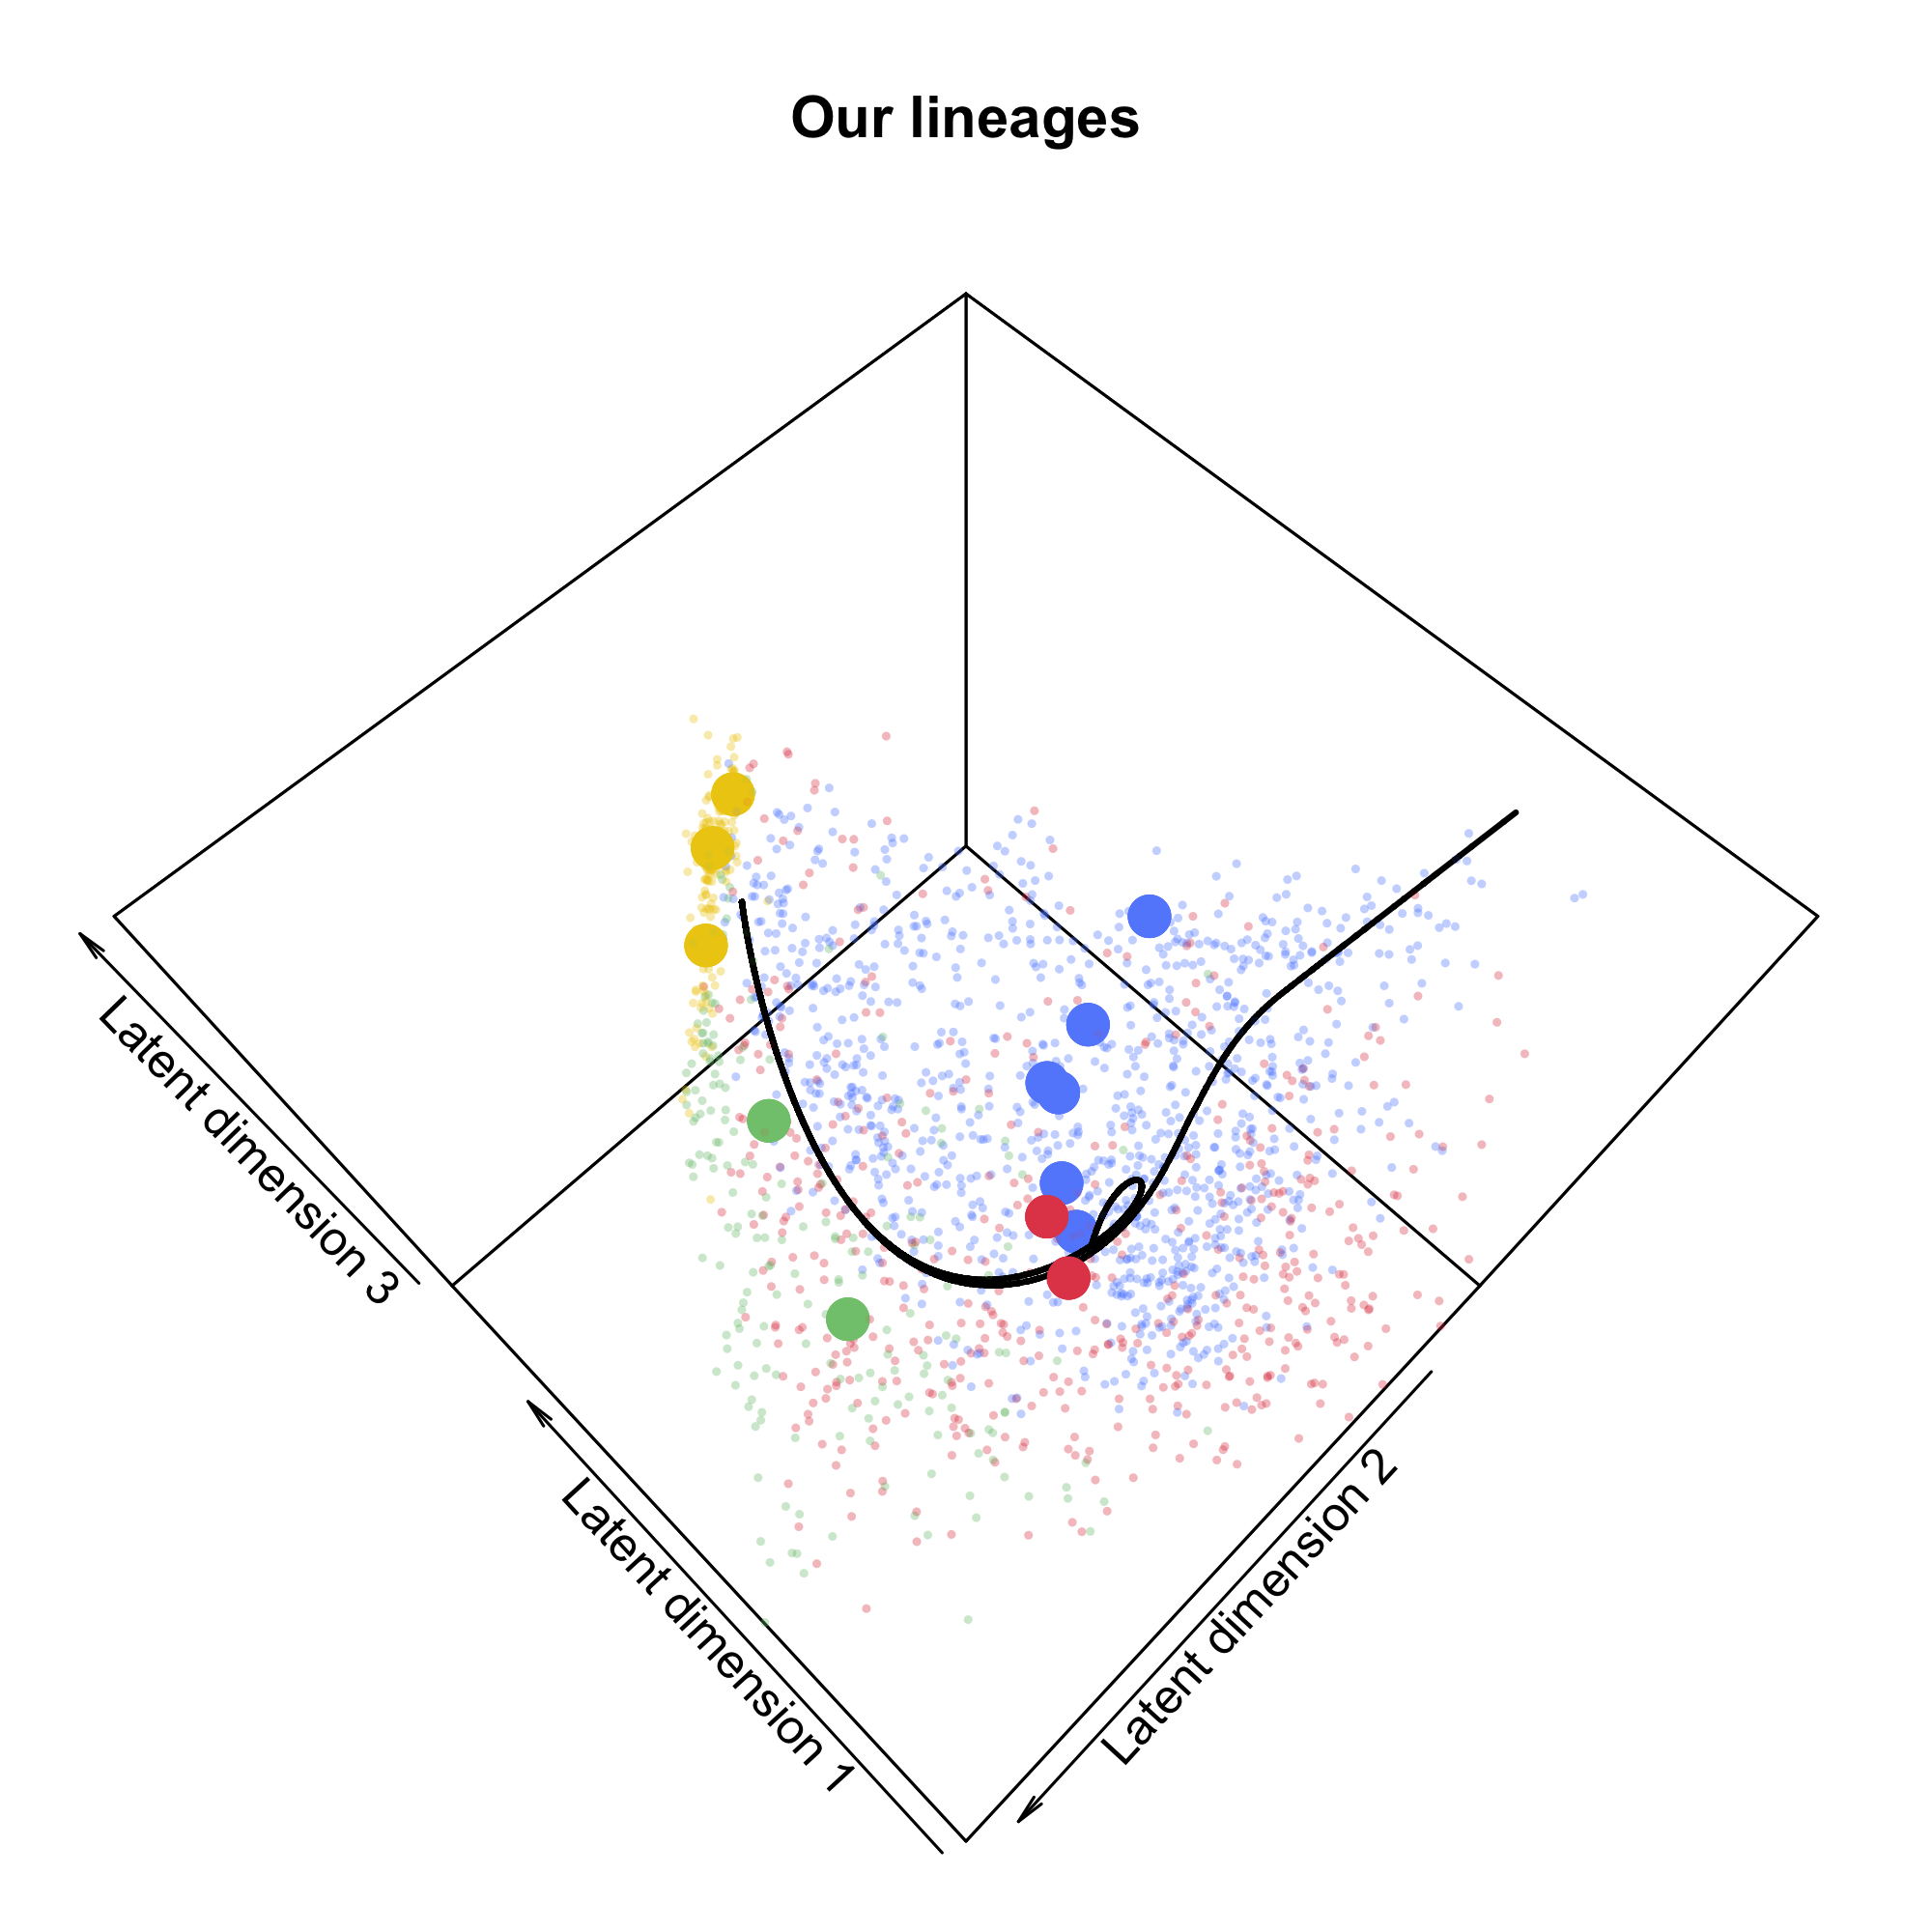 Our lineages
Latent dimension 3
Latent dimension 1
Latent dimension 2